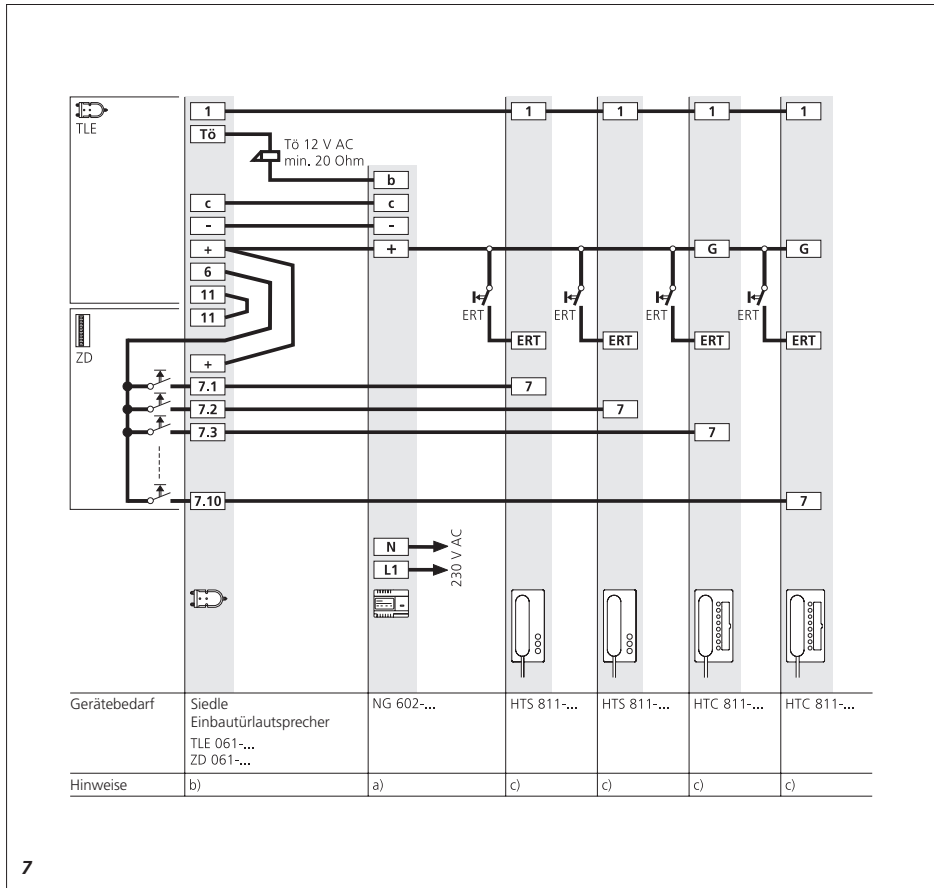 TLE
1
1
1
1
1
Tö
Tö 12 V AC
min. 20 Ohm
b
c
c
-
-
+
+
G
G
6
11
11
ERT
ERT
ERT
ERT
ERT
ERT
ERT
ERT
ZD
+
7.1
7
7.2
7
7.3
7
7.10
7
N
L1
230 V AC
Gerätebedarf
Siedle
Einbautürlautsprecher
TLE 061-...
ZD 061-...
NG 602-...
HTS 811-...
HTS 811-...
HTC 811-...
HTC 811-...
Hinweise
b)
a)
c)
c)
c)
c)
7